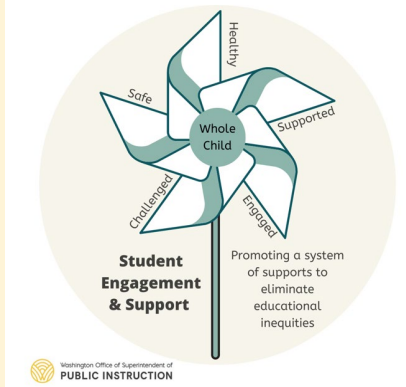 Healthy
Safe
Supported
Whole
Child
Challenged
Engaged
Student
Engagement
& Support
Promoting a system
of supports to
eliminate
educational
inequities
Washington Office of Superintendent of
PUBLIC INSTRUCTION